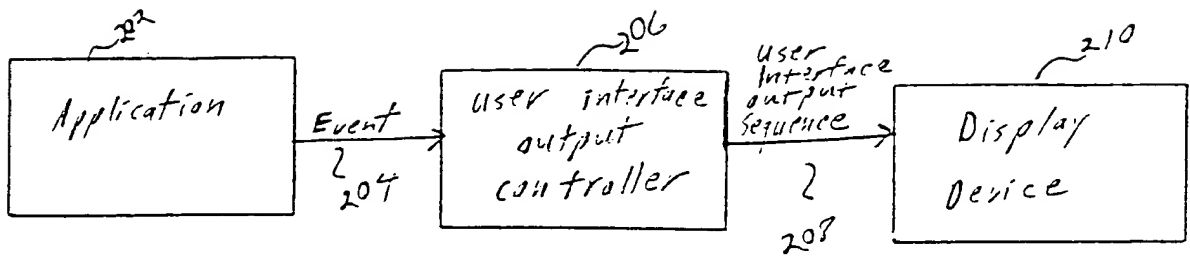 202
Application
Event
204
206
user interface
output
controller
user
Interface
output
Sequence
208
210
Display
Device